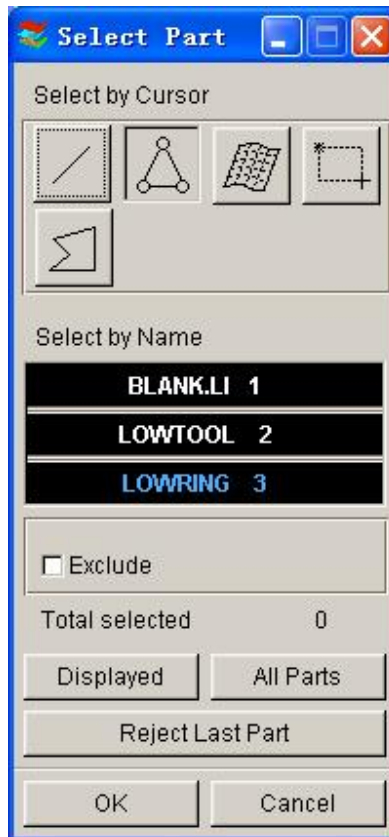 Select Part
Select by Cursor
Select by Name
BLANK.LI 1
LOWTOOL 2
LOWRING 3
Exclude
Total selected 0
Displayed All Parts
Reject Last Part
OK Cancel